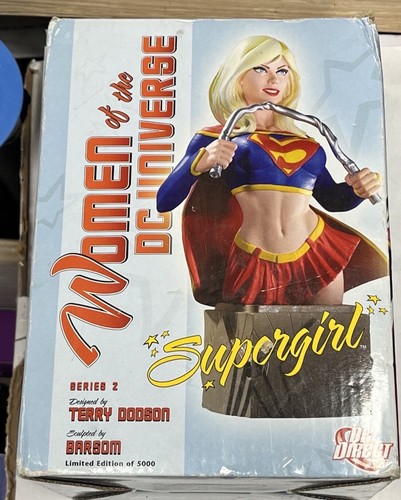 WOMEN of the
DC UNIVERSE
Supergirl™
SERIES 2
Designed by
TERRY DODSON
Sculpted by
BARSOM
Limited Edition of 5000
DC
DIRECT
S